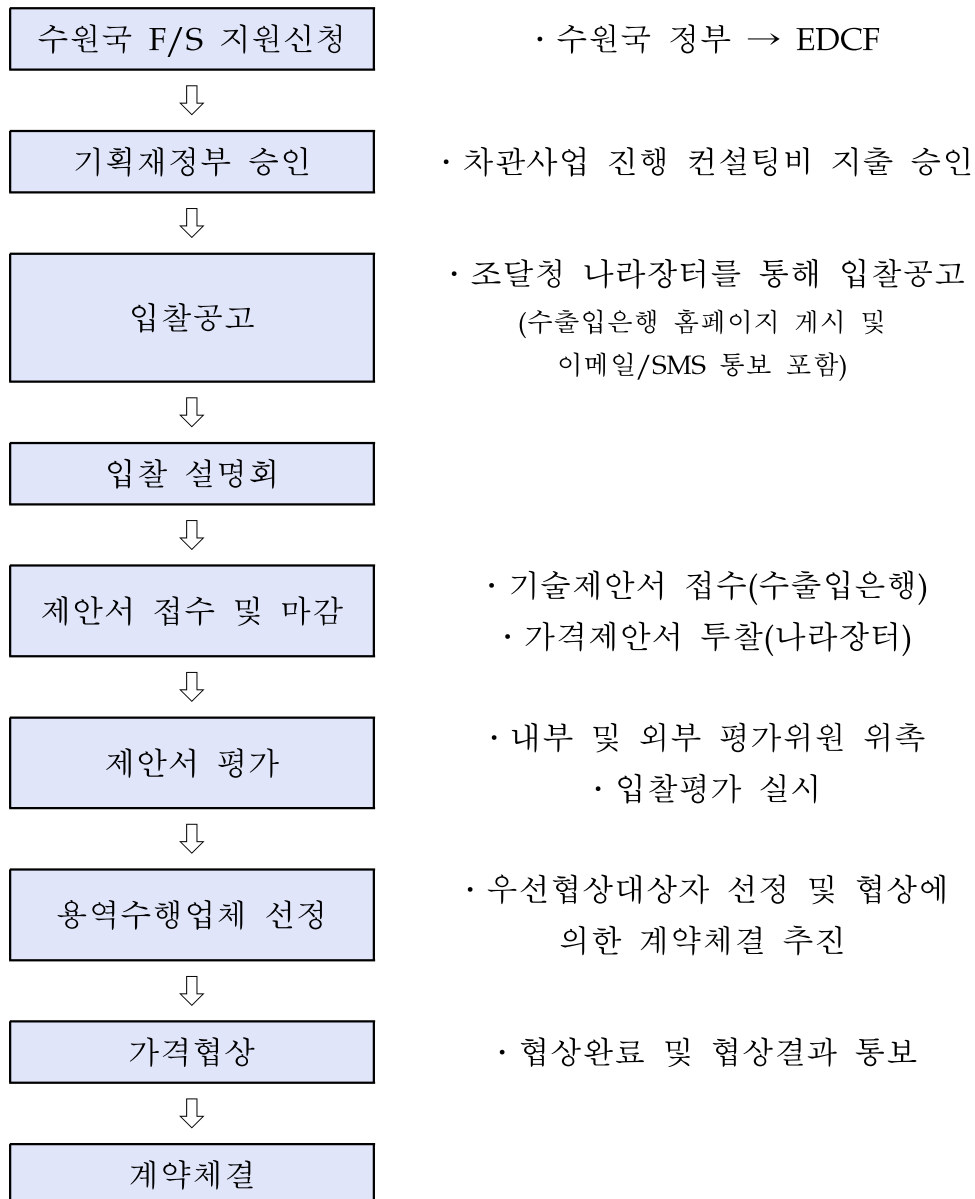 수원국 F/S 지원신청
· 수원국 정부 → EDCF
⇩
기획재정부 승인
· 차관사업 진행 컨설팅비 지출 승인
⇩
입찰공고
· 조달청 나라장터를 통해 입찰공고
(수출입은행 홈페이지 게시 및
이메일/SMS 통보 포함)
⇩
입찰 설명회
⇩
제안서 접수 및 마감
· 기술제안서 접수(수출입은행)
· 가격제안서 투찰(나라장터)
⇩
제안서 평가
· 내부 및 외부 평가위원 위촉
· 입찰평가 실시
⇩
용역수행업체 선정
· 우선협상대상자 선정 및 협상에
의한 계약체결 추진
⇩
가격협상
· 협상완료 및 협상결과 통보
⇩
계약체결